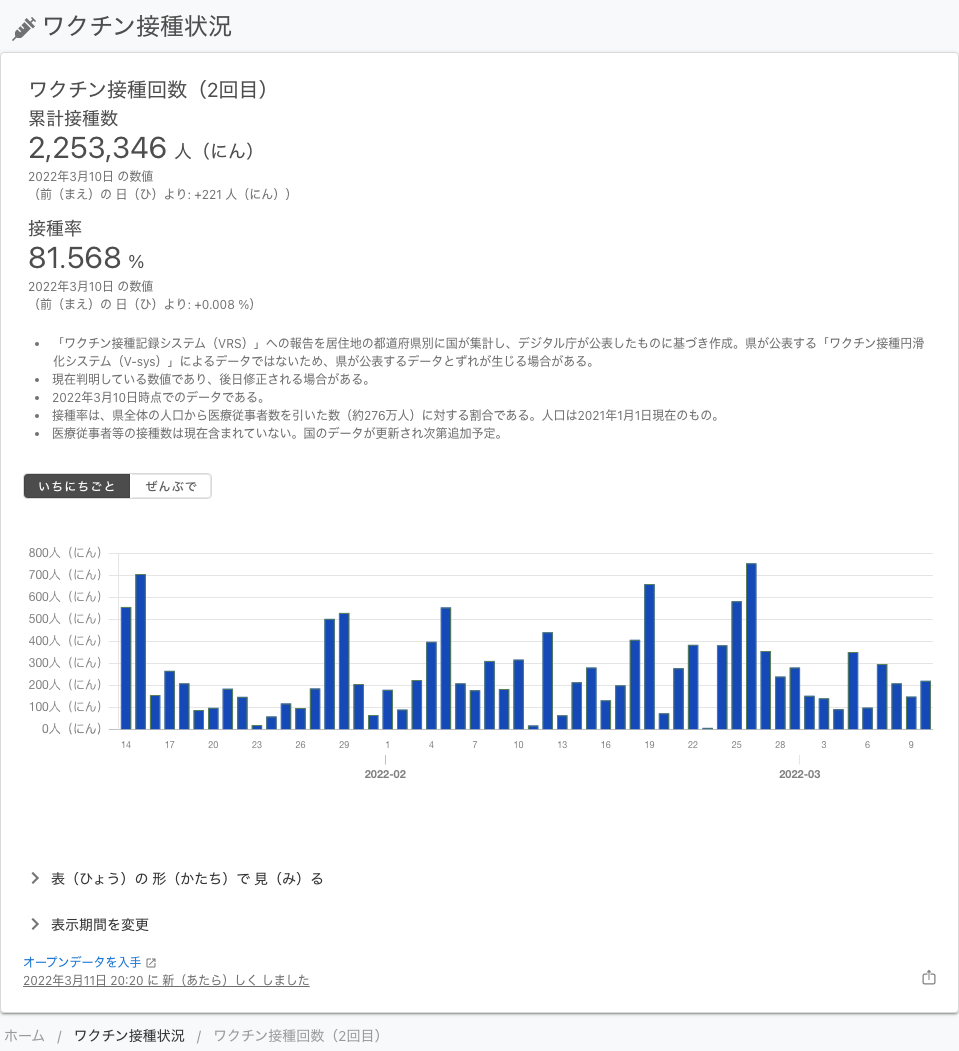 ワクチン接種状況
ワクチン接種回数（2回目）
累計接種数
2,253,346 人（にん）
2022年3月10日 の数値
（前（まえ）の 日（ひ）より: +221 人（にん））
接種率
81.568 %
2022年3月10日 の数値
（前（まえ）の 日（ひ）より: +0.008 %）
• 「ワクチン接種記録システム（VRS）」への報告を居住地の都道府県別に国が集計し、デジタル庁が公表したものに基づき作成。県が公表する「ワクチン接種円滑
化システム（V-sys）」によるデータではないため、県が公表するデータとずれが生じる場合がある。
• 現在判明している数値であり、後日修正される場合がある。
• 2022年3月10日時点でのデータである。
• 接種率は、県全体の人口から医療従事者数を引いた数（約276万人）に対する割合である。人口は2021年1月1日現在のもの。
• 医療従事者等の接種数は現在含まれていない。国のデータが更新され次第追加予定。
いちにちごと ぜんぶで
800人（にん）
700人（にん）
600人（にん）
500人（にん）
400人（にん）
300人（にん）
200人（にん）
100人（にん）
0人（にん）
14 17 20 23 26 29 1 4 7 10 13 16 19 22 25 28 3 6 9
2022-02 2022-03
表（ひょう）の 形（かたち）で 見（み）る
表示期間を変更
オープンデータを入手
2022年3月11日 20:20 に 新（あたら）しく しました
ホーム / ワクチン接種状況 / ワクチン接種回数（2回目）